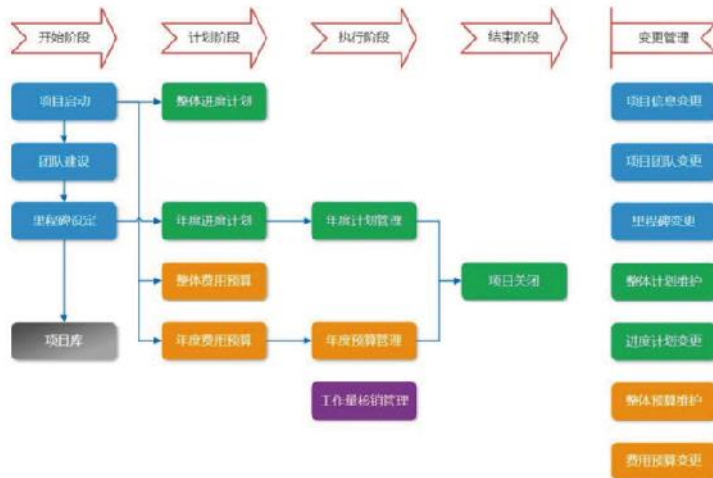 开始阶段
计划阶段
执行阶段
结束阶段
变更管理
项目启动
整体进度计划
项目信息变更
团队建设
项目团队变更
里程碑设定
年度进度计划
年度计划管理
里程碑变更
整体费用预算
项目关闭
整体计划维护
项目库
年度费用预算
年度预算管理
进度计划变更
工作量核销管理
整体预算维护
费用预算变更